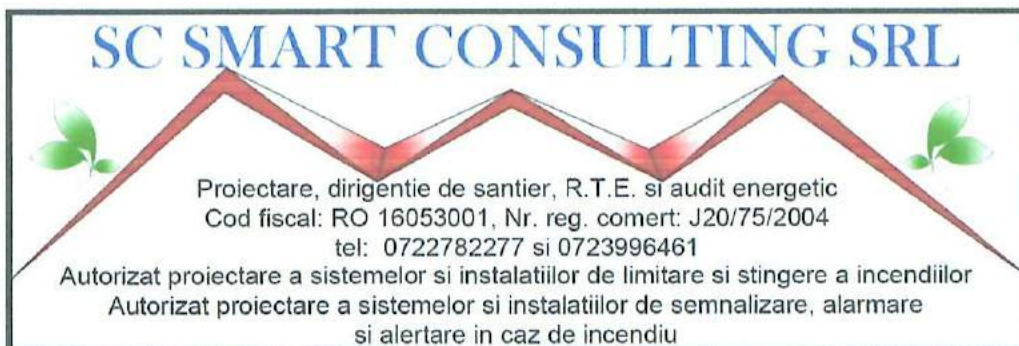 SC SMART CONSULTING SRL
Proiectare, dirigentie de santier, R.T.E. si audit energetic
Cod fiscal: RO 16053001, Nr. reg. comert: J20/75/2004
tel: 0722782277 si 0723996461
Autorizat proiectare a sistemelor si instalatiilor de limitare si stingere a incendiilor
Autorizat proiectare a sistemelor si instalatiilor de semnalizare, alarmare
si alertare in caz de incendiu